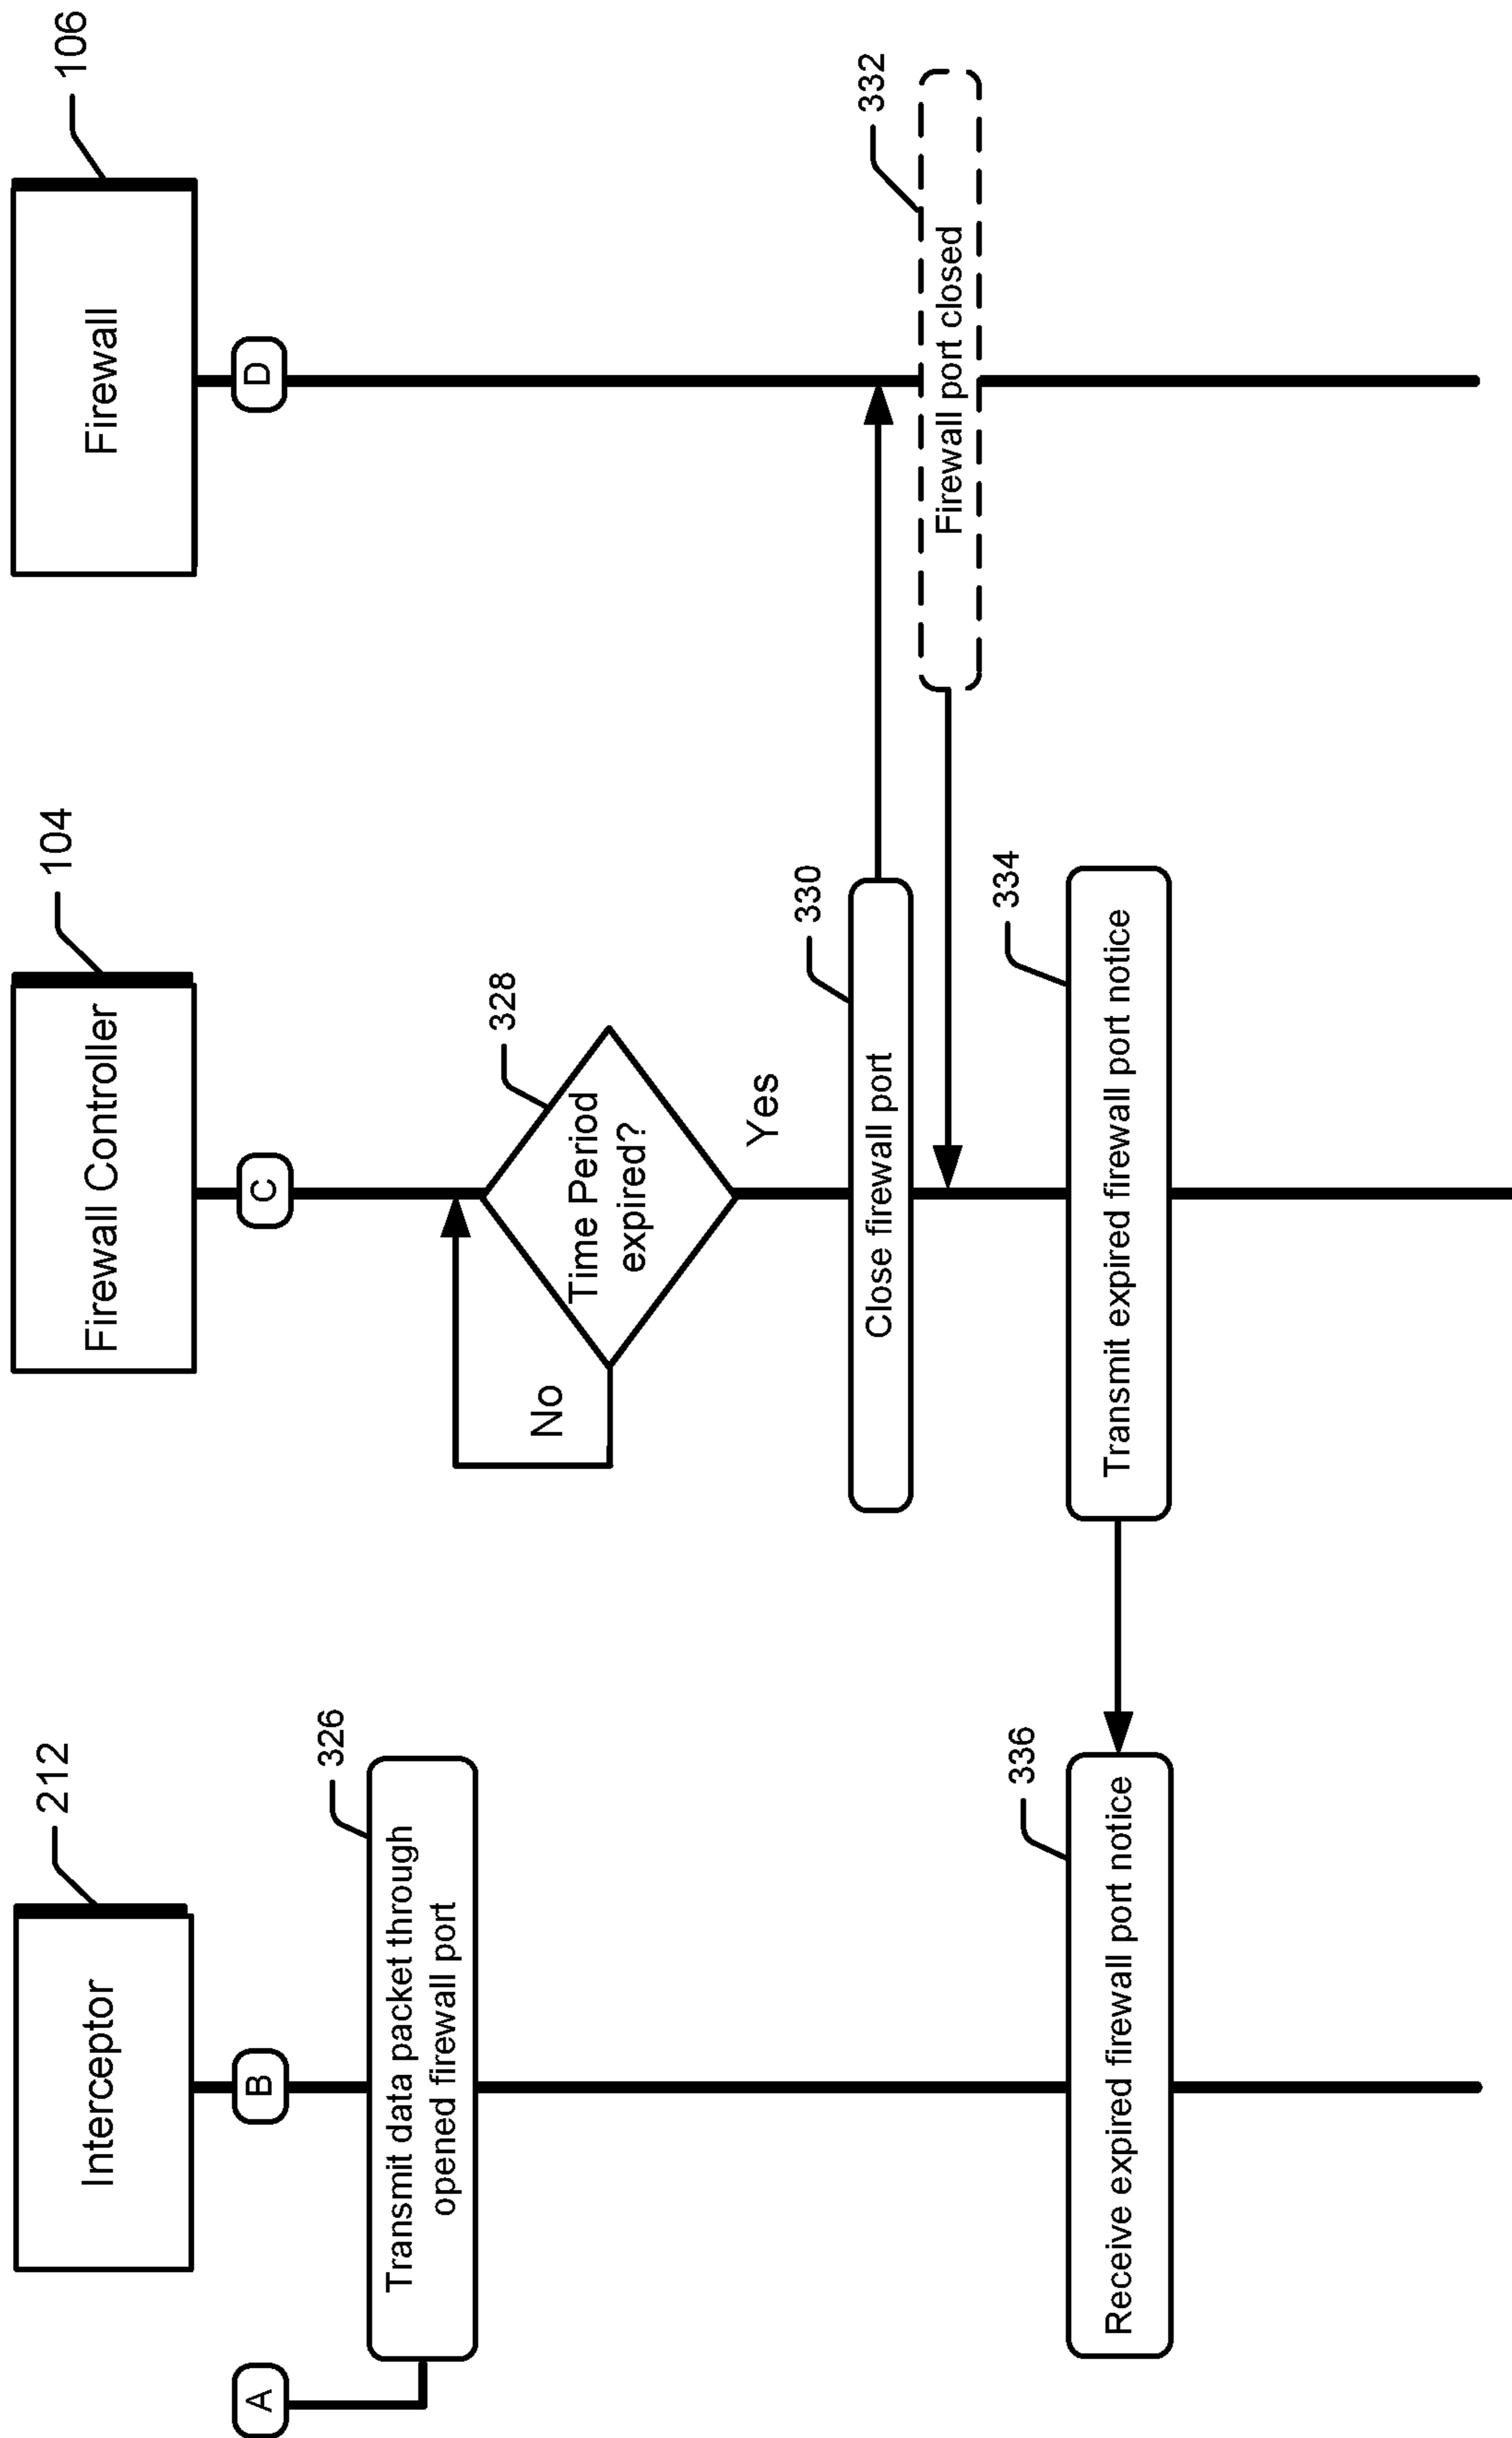 Interceptor
212
Firewall Controller
104
Firewall
106
A
B
C
D
Transmit data packet through
opened firewall port
326
Time Period
expired?
328
No
Yes
Close firewall port
330
Firewall port closed
332
Transmit expired firewall port notice
334
Receive expired firewall port notice
336